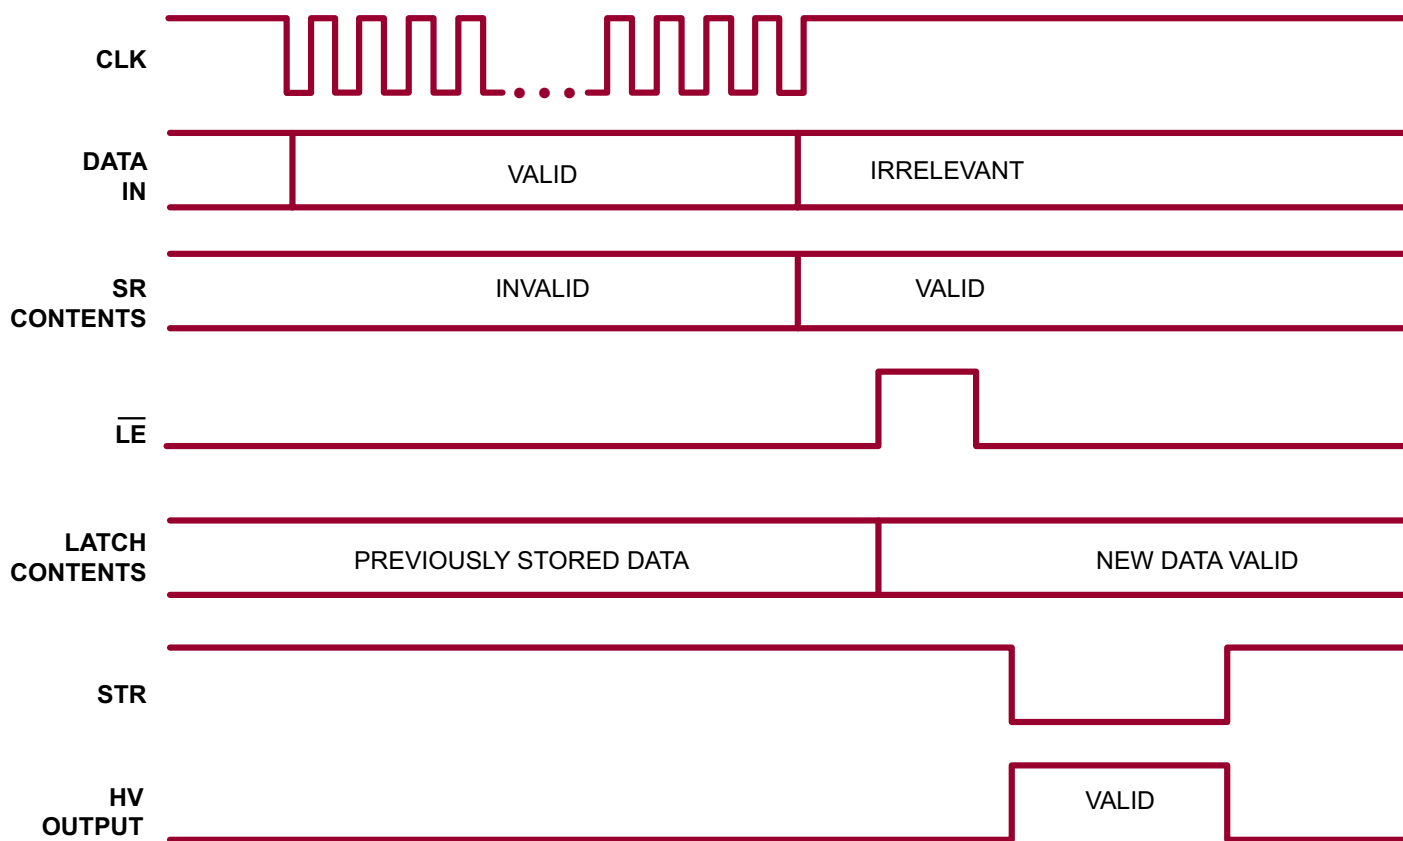 CLK
DATA
IN
VALID
IRRELEVANT
SR
CONTENTS
INVALID
VALID
L̅E̅
LATCH
CONTENTS
PREVIOUSLY STORED DATA
NEW DATA VALID
STR
HV
OUTPUT
VALID